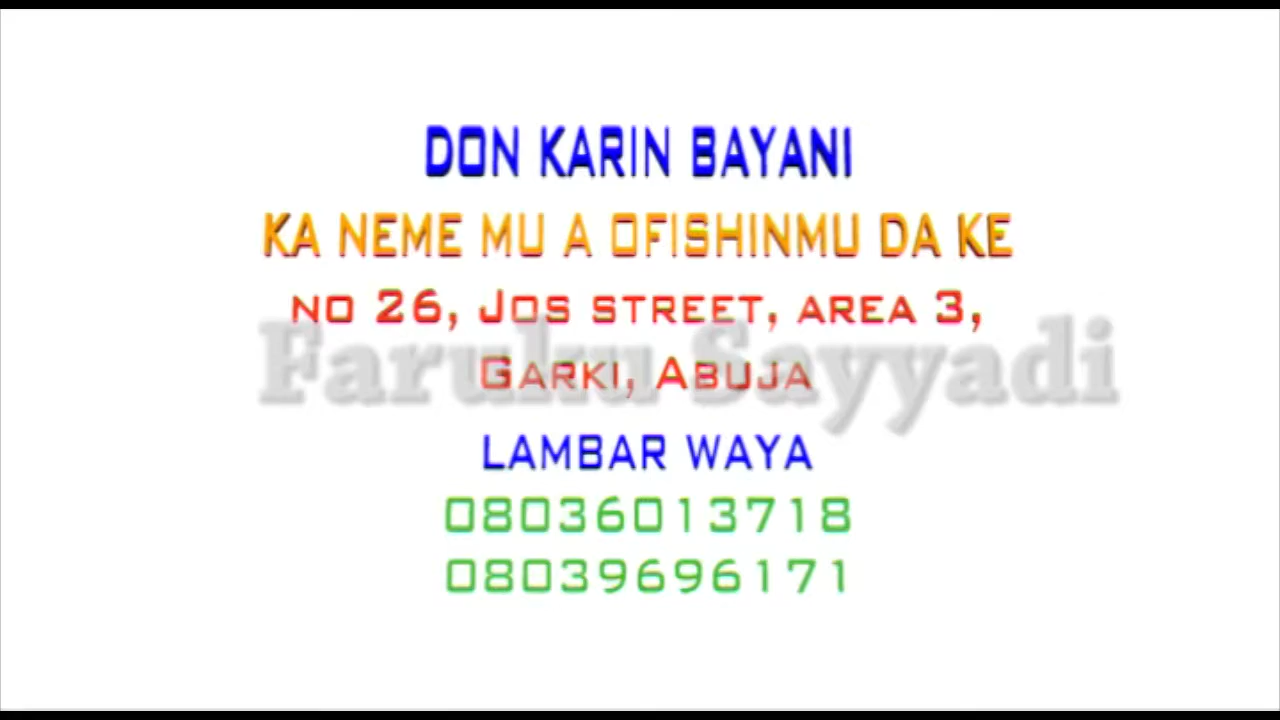 DON KARIN BAYANI
KA NEME MU A OFISHINMU DA KE
NO 26, JOS STREET, AREA 3,
Faruku Sayyadi
GARKI, ABUJA
LAMBAR WAYA
08036013718
08039696171